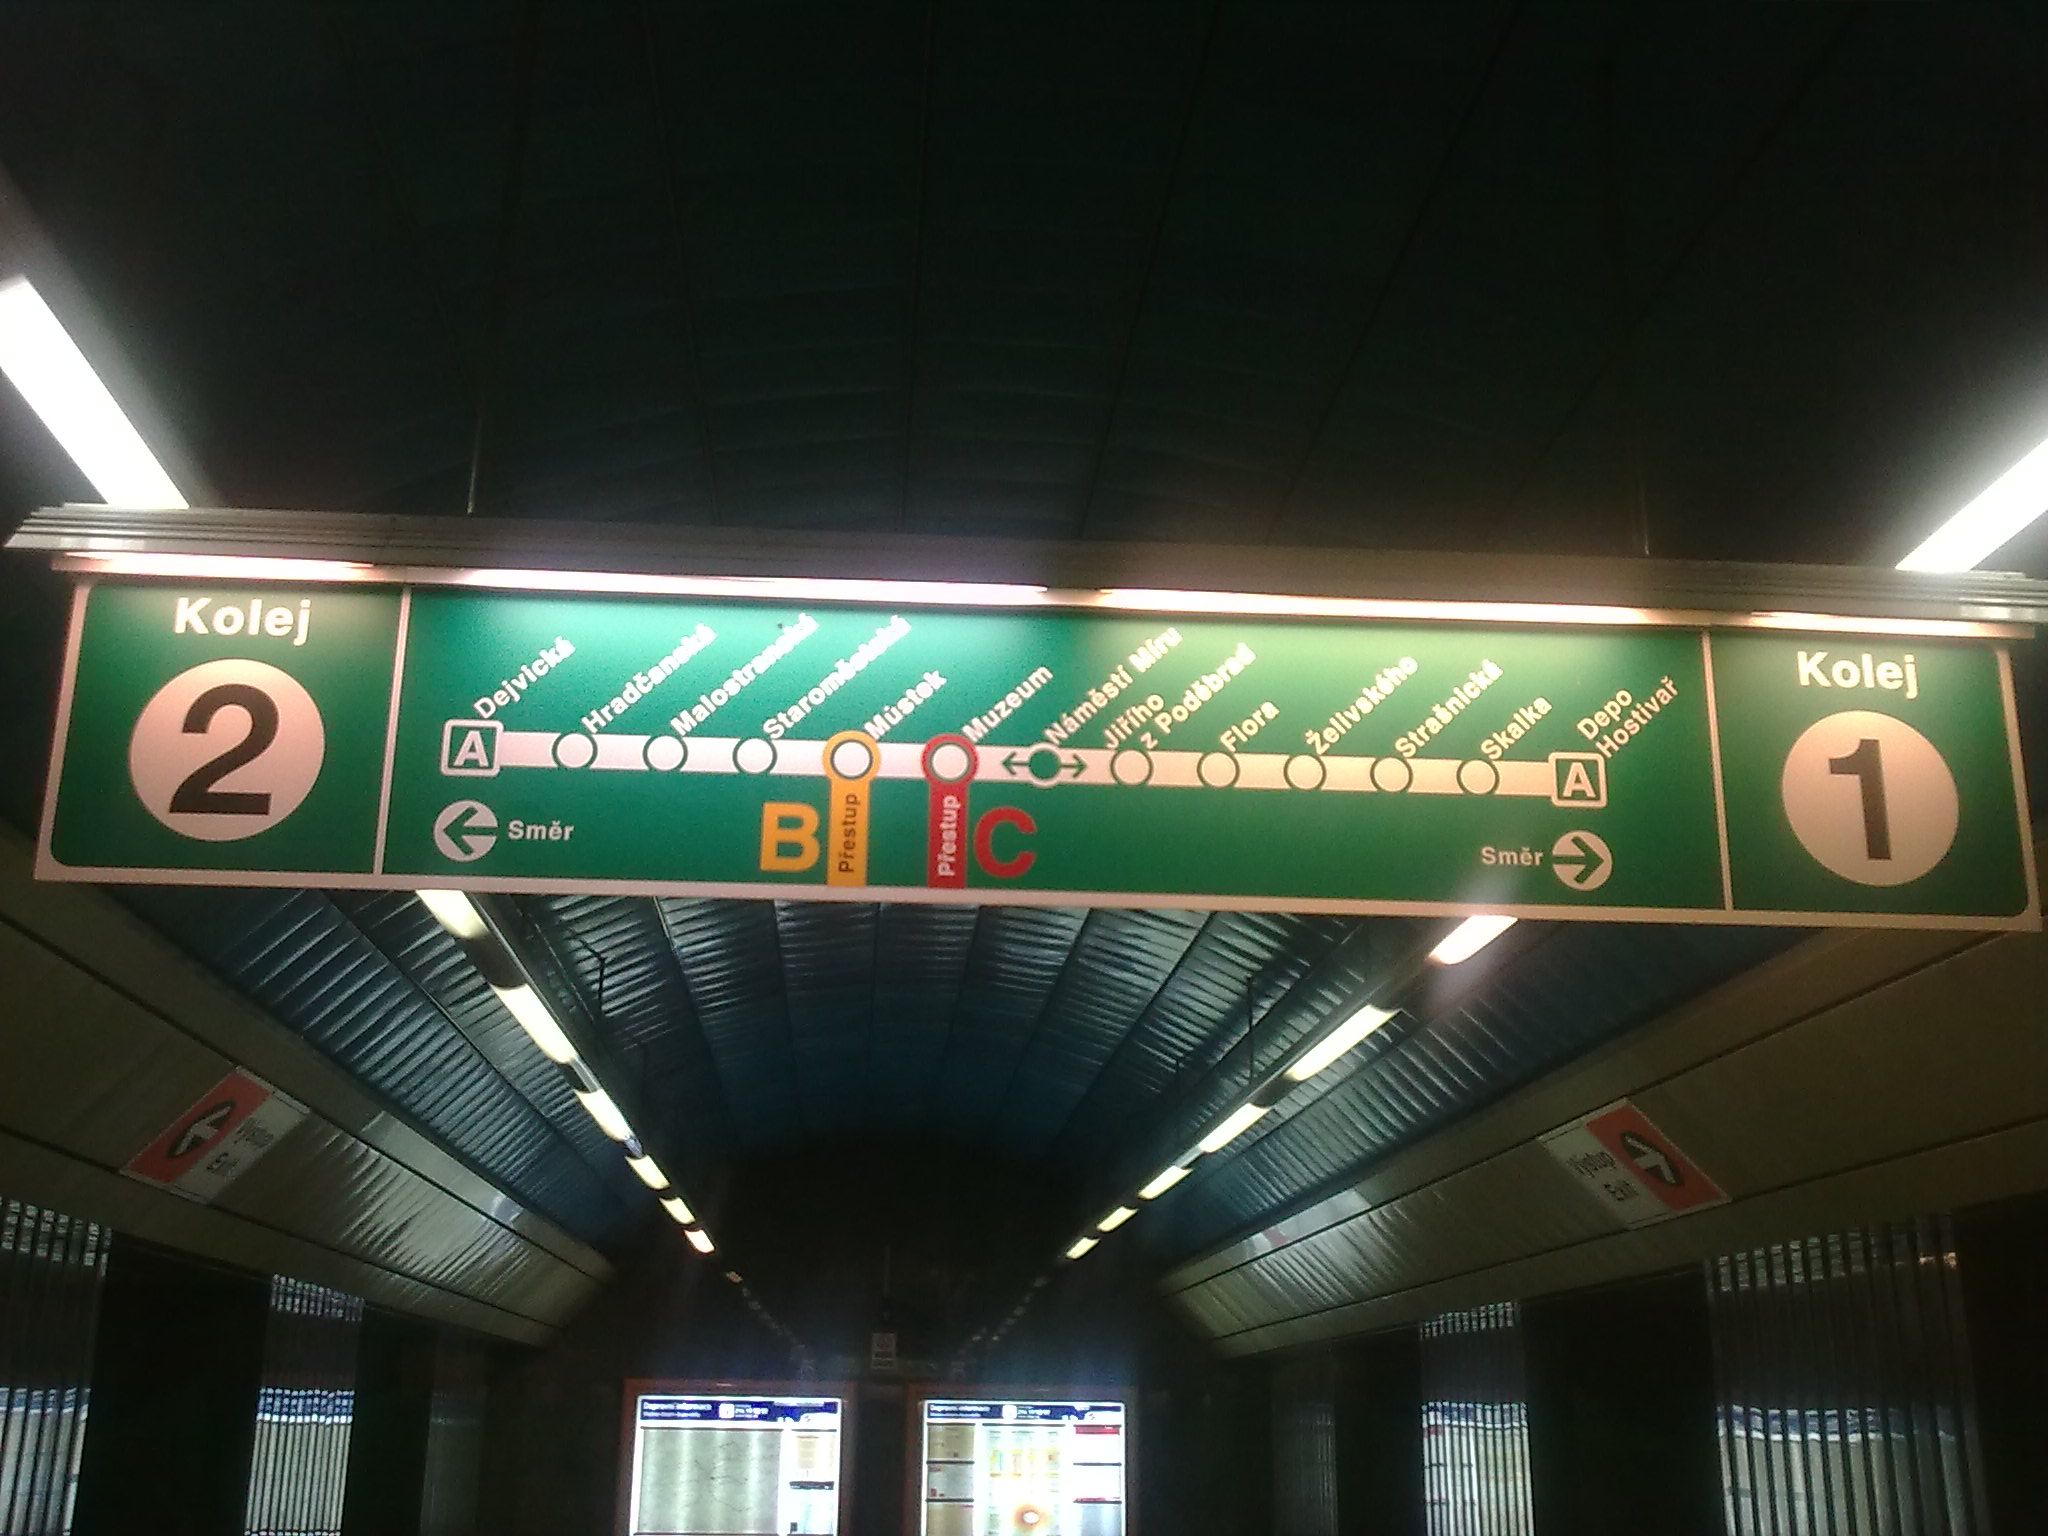 Kolej
2
A
Dejvická
Hradčanská
Malostranská
Staroměstská
Můstek
Muzeum
Náměstí Míru
Jiřího
z Poděbrad
Flora
Želivského
Strašnická
Skalka
Depo
Hostivař
A
Směr
B
Přestup
Přestup
C
Směr
Kolej
1